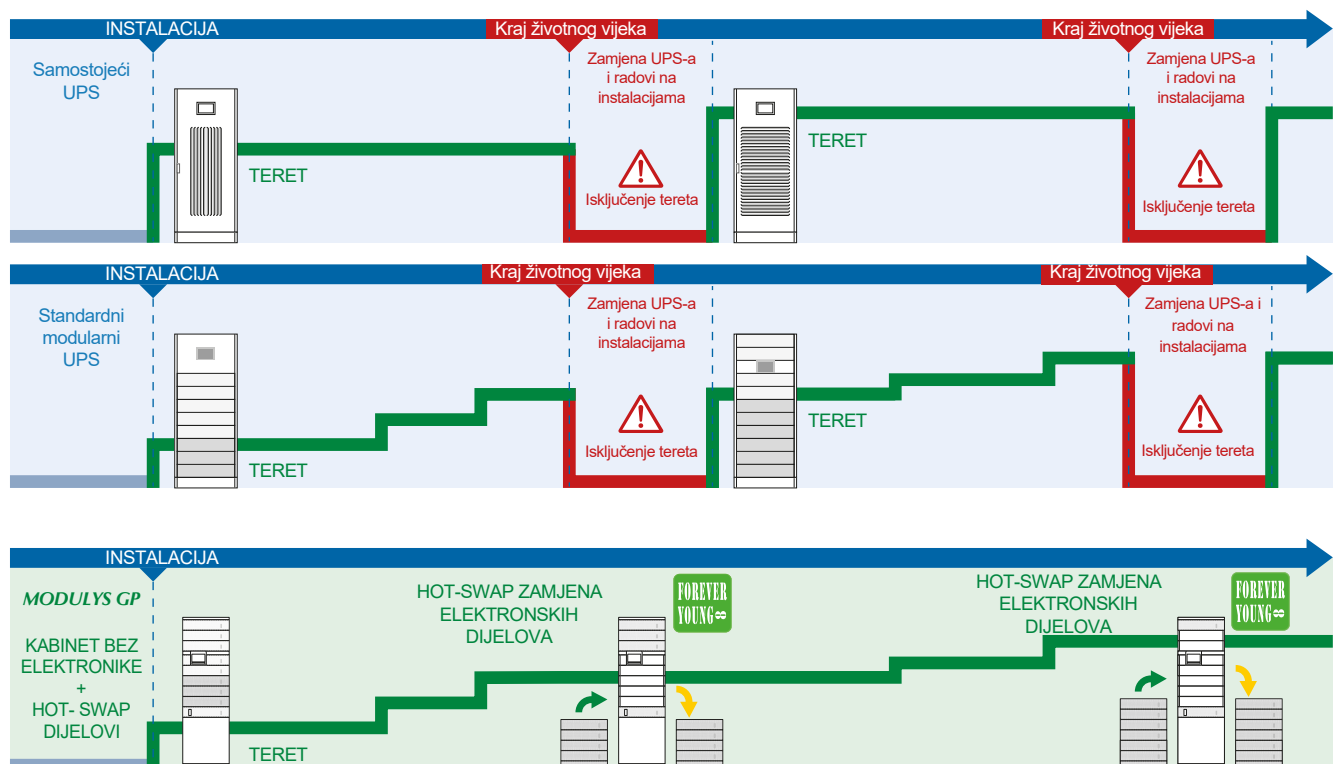 INSTALACIJA
Kraj životnog vijeka
Kraj životnog vijeka
Samostojeći
UPS
TERET
Zamjena UPS-a
i radovi na
instalacijama
Isključenje tereta
TERET
Zamjena UPS-a
i radovi na
instalacijama
Isključenje tereta
INSTALACIJA
Kraj životnog vijeka
Kraj životnog vijeka
Standardni
modularni
UPS
TERET
Zamjena UPS-a
i radovi na
instalacijama
Isključenje tereta
TERET
Zamjena UPS-a i
radovi na
instalacijama
Isključenje tereta
INSTALACIJA
MODULYS GP
KABINET BEZ
ELEKTRONIKE
+
HOT- SWAP
DIJELOVI
TERET
HOT-SWAP ZAMJENA
ELEKTRONSKIH
DIJELOVA
FOREVER
YOUNG∞
HOT-SWAP ZAMJENA
ELEKTRONSKIH
DIJELOVA
FOREVER
YOUNG∞